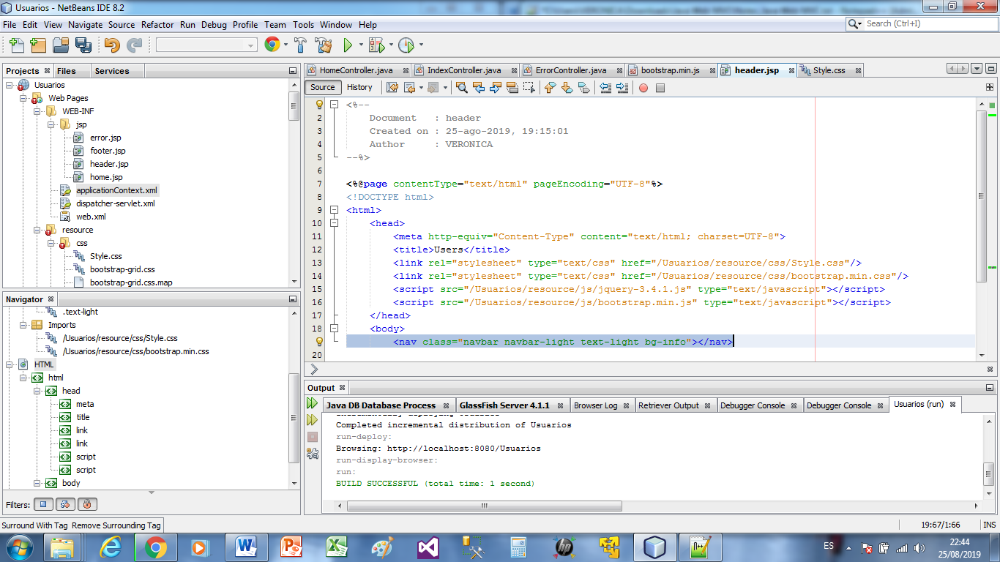 Usuarios - NetBeans IDE 8.2
File Edit View Navigate Source Refactor Run Debug Profile Team Tools Window Help
Search (Ctrl+I)
Projects Files Services
Usuarios
Web Pages
WEB-INF
jsp
error.jsp
footer.jsp
header.jsp
home.jsp
applicationContext.xml
dispatcher-servlet.xml
web.xml
resource
css
Style.css
bootstrap-grid.css
bootstrap-grid.css.map
Navigator
.text-light
Imports
/Usuarios/resource/css/Style.css
/Usuarios/resource/css/bootstrap.min.css
HTML
html
head
meta
title
link
link
script
script
body
Filters:
HomeController.java IndexController.java ErrorController.java bootstrap.min.js header.jsp Style.css
Source History
<%--
2 Document : header
3 Created on : 25-ago-2019, 19:15:01
4 Author : VERONICA
5 --%>
6
7 <%@page contentType="text/html" pageEncoding="UTF-8"%>
8 <!DOCTYPE html>
9 <html>
10 <head>
11 <meta http-equiv="Content-Type" content="text/html; charset=UTF-8">
12 <title>Users</title>
13 <link rel="stylesheet" type="text/css" href="/Usuarios/resource/css/Style.css"/>
14 <link rel="stylesheet" type="text/css" href="/Usuarios/resource/css/bootstrap.min.css"/>
15 <script src="/Usuarios/resource/js/jquery-3.4.1.js" type="text/javascript"></script>
16 <script src="/Usuarios/resource/js/bootstrap.min.js" type="text/javascript"></script>
17 </head>
18 <body>
<nav class="navbar navbar-light text-light bg-info"></nav>
20
Output
Java DB Database Process GlassFish Server 4.1.1 Browser Log Retriever Output Debugger Console Debugger Console Usuarios (run)
Completed incremental distribution of Usuarios
run-deploy:
Browsing: http://localhost:8080/Usuarios
run-display-browser:
run:
BUILD SUCCESSFUL (total time: 1 second)
Surround With Tag Remove Surrounding Tag
19:67/1:66 INS
ES
22:44
25/08/2019